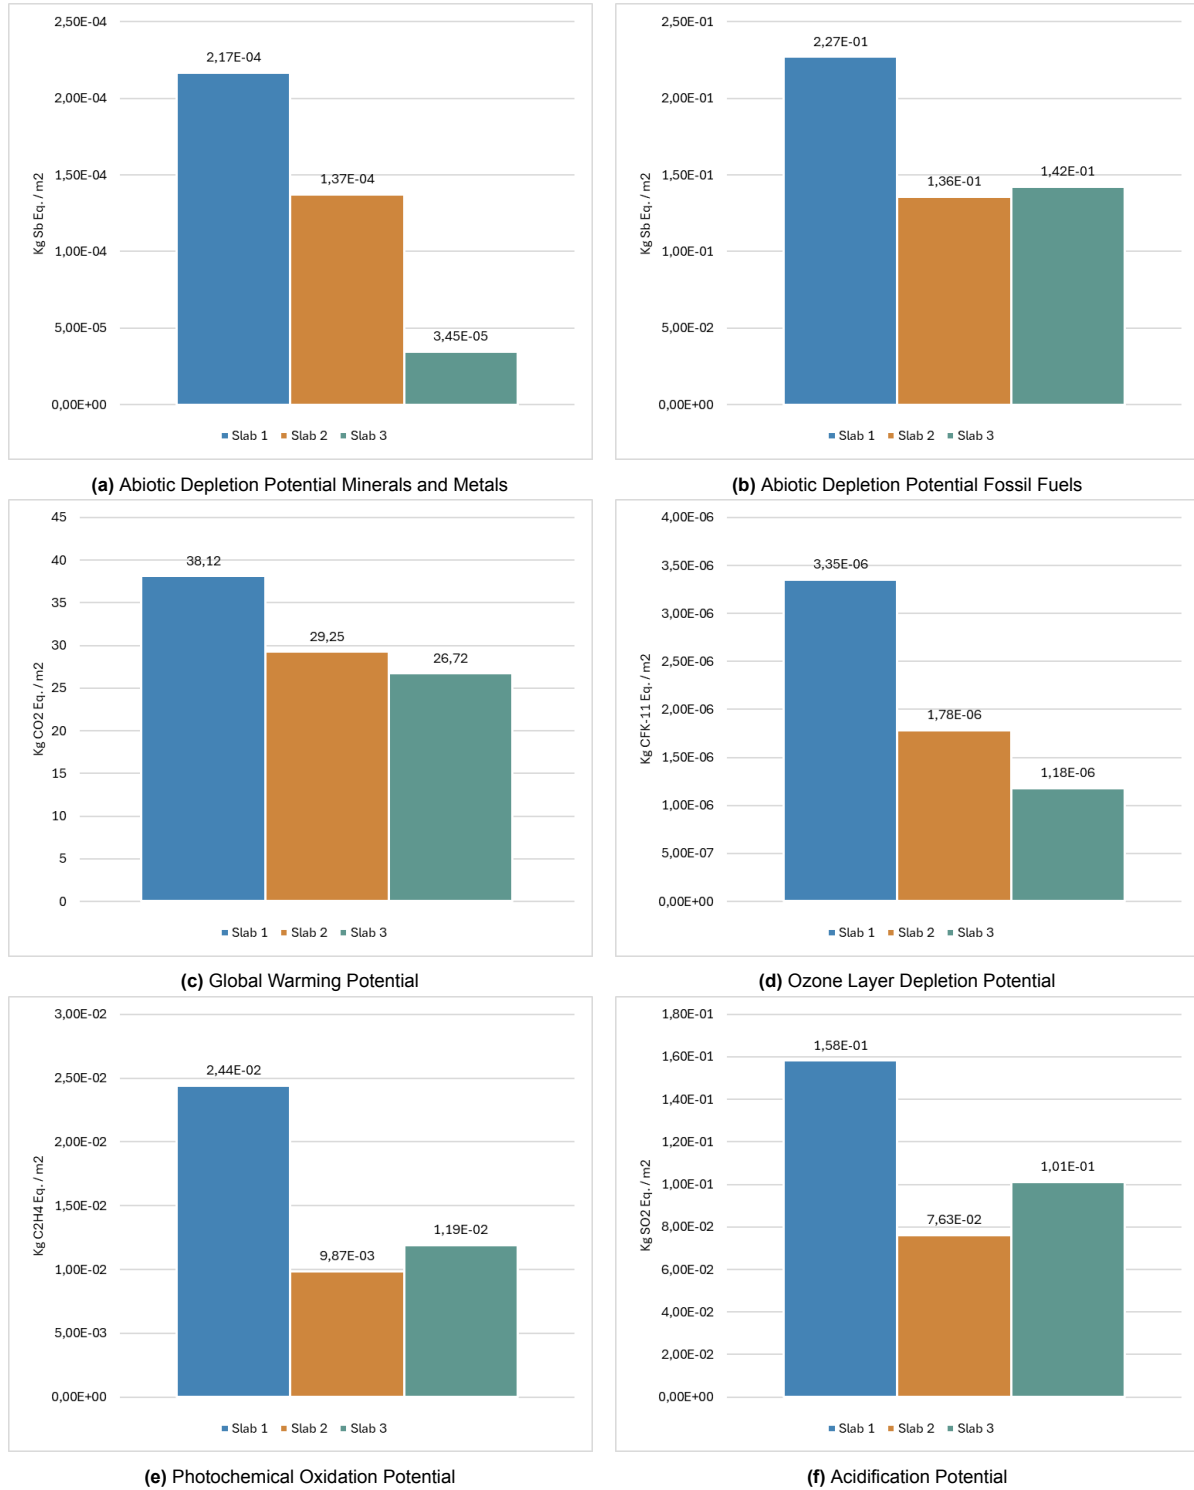 2,50E-04
2,17E-04
2,00E-04
1,50E-04
1,37E-04
1,00E-04
5,00E-05
3,45E-05
0,00E+00
Kg Sb Eq. / m2
Slab 1 Slab 2 Slab 3
(a) Abiotic Depletion Potential Minerals and Metals
2,50E-01
2,27E-01
2,00E-01
1,50E-01
1,36E-01
1,42E-01
1,00E-01
5,00E-02
0,00E+00
Kg Sb Eq. / m2
Slab 1 Slab 2 Slab 3
(b) Abiotic Depletion Potential Fossil Fuels
45
40
38,12
35
30
29,25
26,72
25
20
15
10
5
0
Kg CO2 Eq. / m2
Slab 1 Slab 2 Slab 3
(c) Global Warming Potential
4,00E-06
3,50E-06
3,35E-06
3,00E-06
2,50E-06
2,00E-06
1,78E-06
1,50E-06
1,18E-06
1,00E-06
5,00E-07
0,00E+00
Kg CFK-11 Eq. / m2
Slab 1 Slab 2 Slab 3
(d) Ozone Layer Depletion Potential
3,00E-02
2,50E-02
2,44E-02
2,00E-02
1,50E-02
1,19E-02
1,00E-02
9,87E-03
5,00E-03
0,00E+00
Kg C2H4 Eq. / m2
Slab 1 Slab 2 Slab 3
(e) Photochemical Oxidation Potential
1,80E-01
1,60E-01
1,58E-01
1,40E-01
1,20E-01
1,01E-01
1,00E-01
8,00E-02
7,63E-02
6,00E-02
4,00E-02
2,00E-02
0,00E+00
Kg SO2 Eq. / m2
Slab 1 Slab 2 Slab 3
(f) Acidification Potential